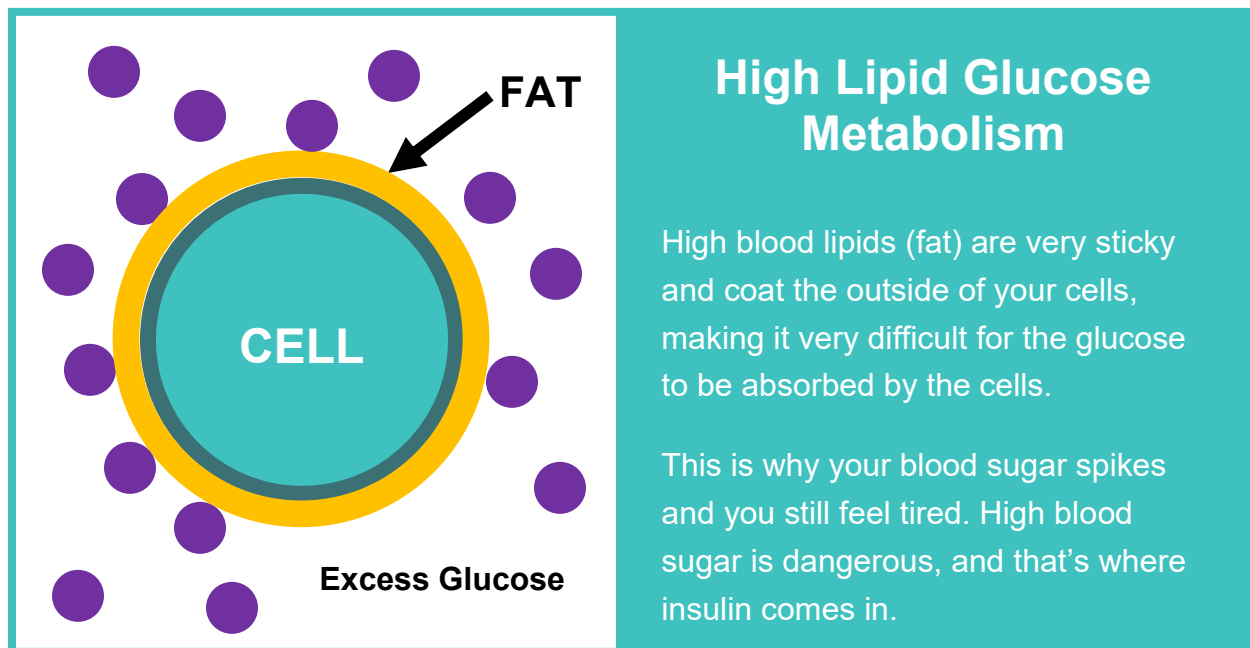 FAT
CELL
Excess Glucose
High Lipid Glucose
Metabolism
High blood lipids (fat) are very sticky
and coat the outside of your cells,
making it very difficult for the glucose
to be absorbed by the cells.
This is why your blood sugar spikes
and you still feel tired. High blood
sugar is dangerous, and that’s where
insulin comes in.